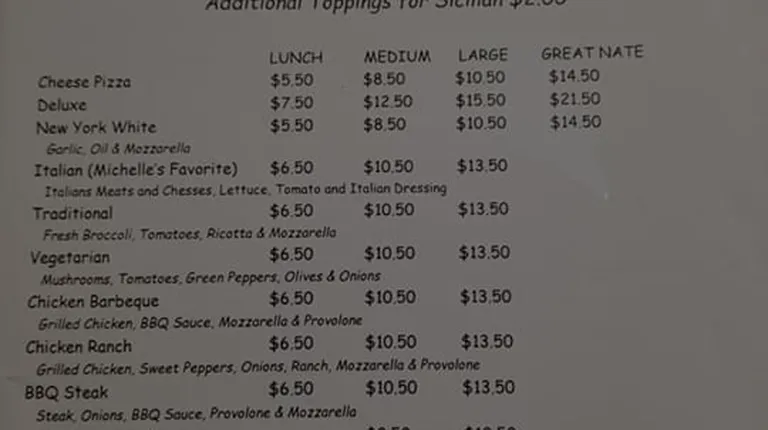 Additional Toppings for Sicilian
LUNCH MEDIUM LARGE GREAT NATE
Cheese Pizza $5.50 $8.50 $10.50 $14.50
Deluxe $7.50 $12.50 $15.50 $21.50
New York White $5.50 $8.50 $10.50 $14.50
Garlic, Oil & Mozzarella
Italian (Michelle's Favorite) $6.50 $10.50 $13.50
Italians Meats and Chesses, Lettuce, Tomato and Italian Dressing
Traditional $6.50 $10.50 $13.50
Fresh Broccoli, Tomatoes, Ricotta & Mozzarella
Vegetarian $6.50 $10.50 $13.50
Mushrooms, Tomatoes, Green Peppers, Olives & Onions
Chicken Barbeque $6.50 $10.50 $13.50
Grilled Chicken, BBQ Sauce, Mozzarella & Provolone
Chicken Ranch $6.50 $10.50 $13.50
Grilled Chicken, Sweet Peppers, Onions, Ranch, Mozzarella & Provolone
BBQ Steak $6.50 $10.50 $13.50
Steak, Onions, BBQ Sauce, Provolone & Mozzarella